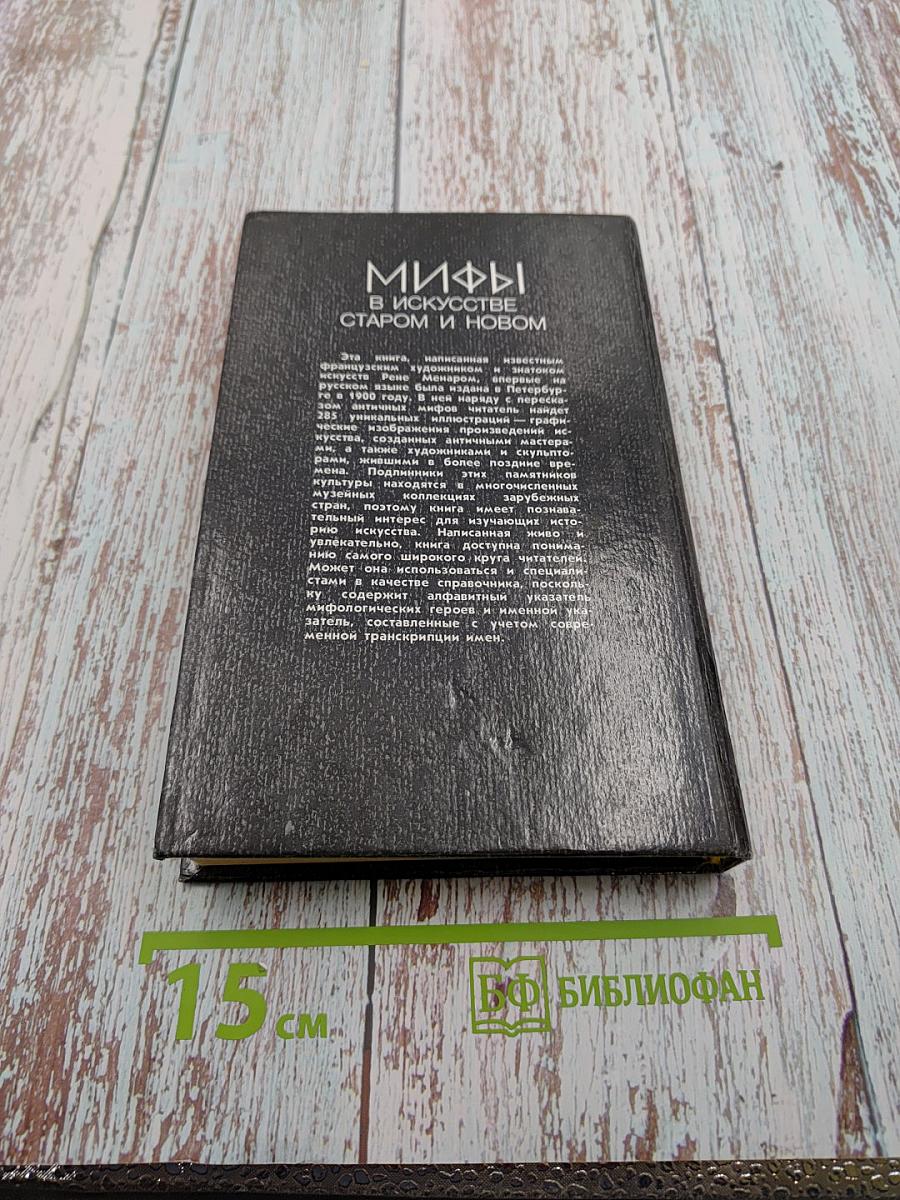 МИФЫ
В ИСКУССТВЕ
СТАРОМ И НОВОМ
Эта книга, написанная известным
французским художником и знатоком
искусств Рене Менаром, впервые на
русском языке была издана в Петербур-
ге в 1900 году. В ней наряду с переска-
зом античных мифов читатель найдет
285 уникальных иллюстраций — графи-
ческие изображения произведений ис-
кусства, созданных античными мастера-
ми, а также художниками и скульпто-
рами, жившими в более поздние вре-
мена. Подлинники этих памятников
культуры находятся в многочисленных
музейных коллекциях зарубежных
стран, поэтому книга имеет познава-
тельный интерес для изучающих исто-
рию искусства. Написанная живо и
увлекательно, книга доступна понима-
нию самого широкого круга читателей.
Может она использоваться и специали-
стами в качестве справочника, посколь-
ку содержит алфавитный указатель
мифологических героев и именной ука-
затель, составленные с учетом совре-
менной транскрипции имен.
15 см
БФ БИБЛИОФАН